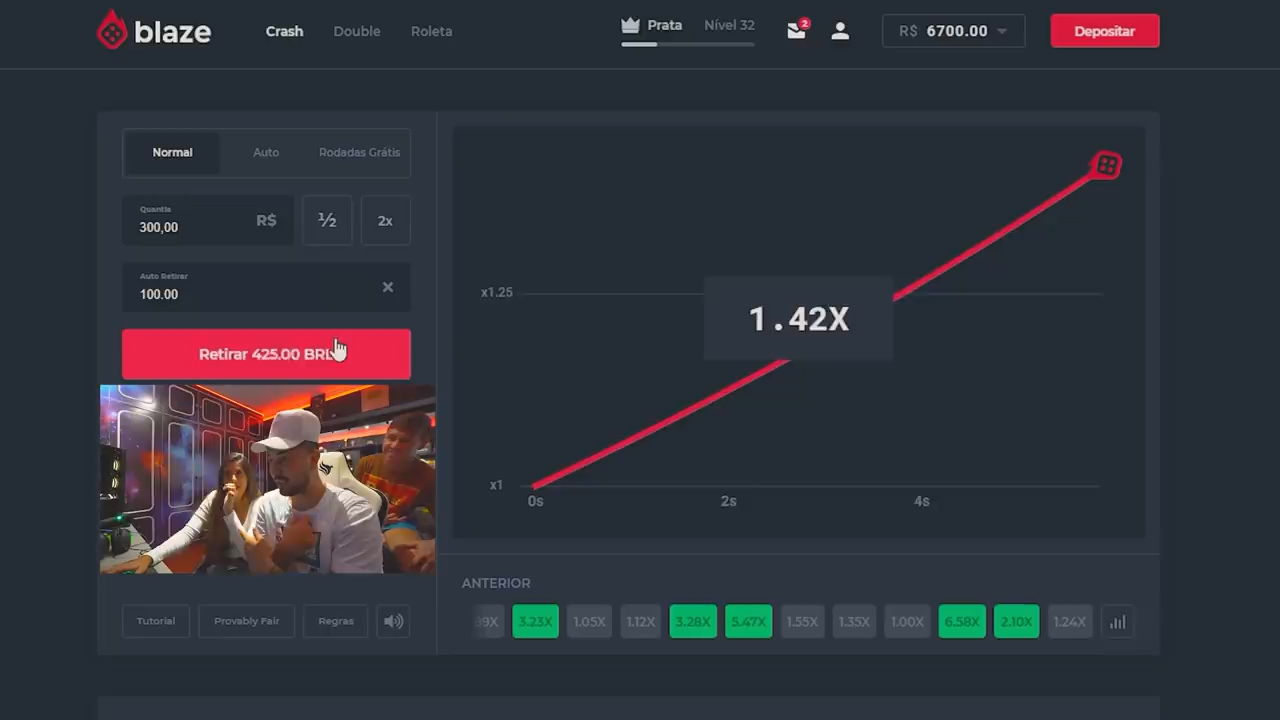 blaze
Crash
Double
Roleta
Prata
Nível 32
2
R$ 6700.00
Depositar
Normal
Auto
Rodadas Grátis
Quantia
300,00
R$
½
2x
Auto Retirar
100.00
Retirar 425.00 BRL
x1.25
1.42X
x1
0s
2s
4s
ANTERIOR
3.23X
1.05X
1.12X
3.28X
5.47X
1.55X
1.35X
1.00X
6.58X
2.10X
1.24X
Tutorial
Provably Fair
Regras